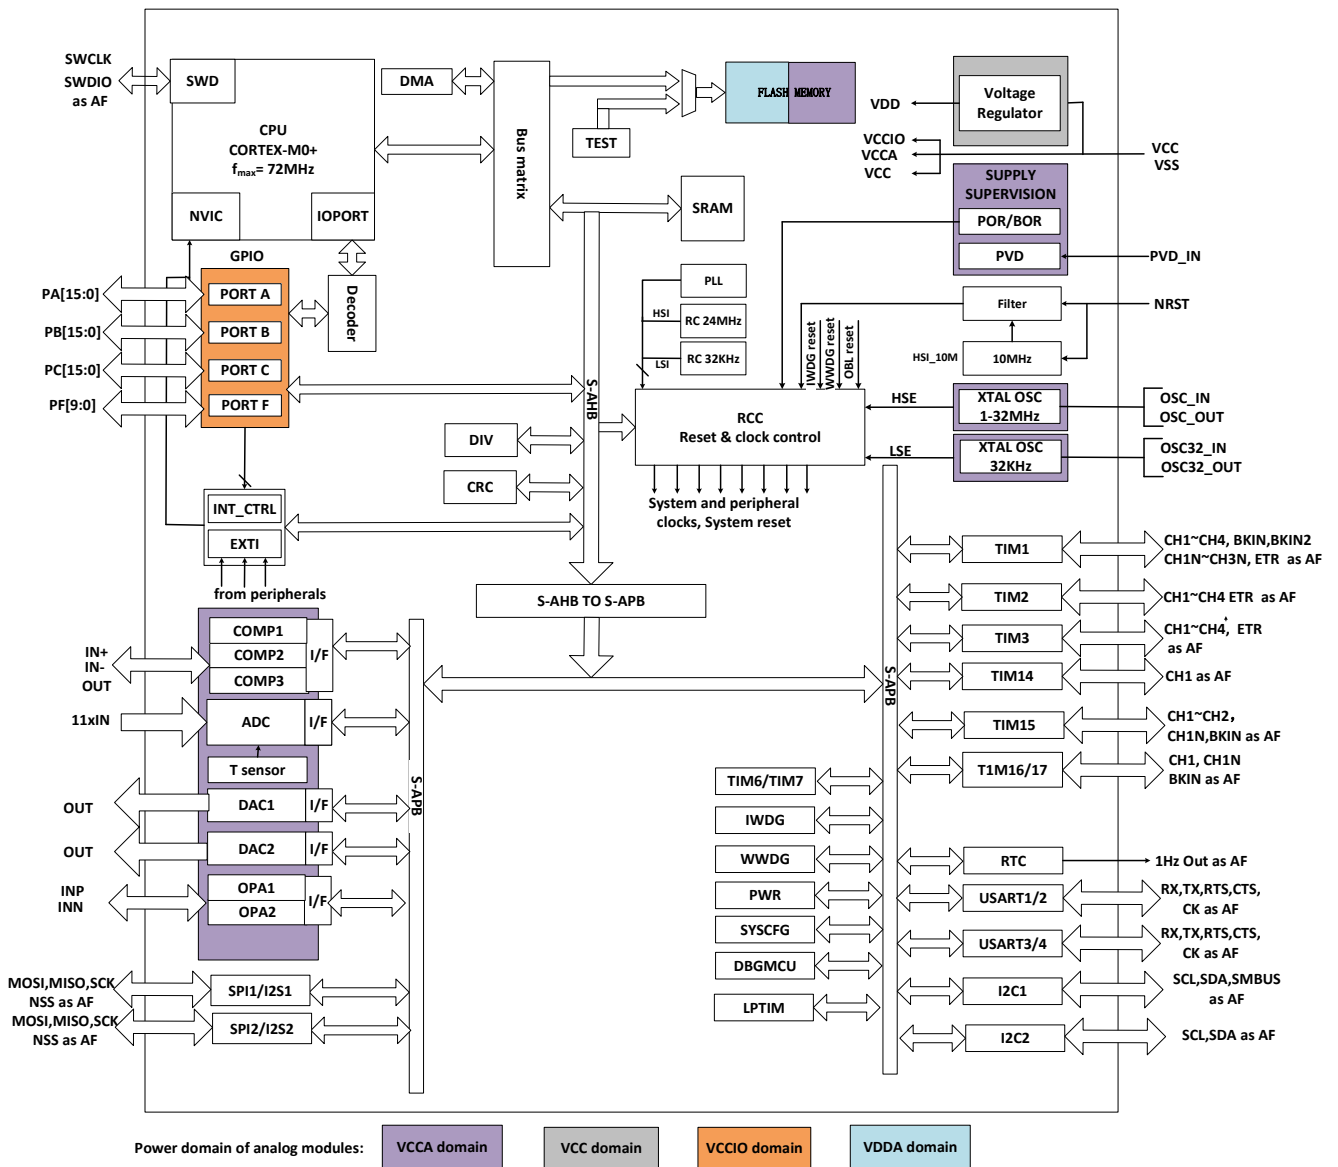 SWCLK
SWDIO
as AF
SWD
CPU
CORTEX-M0+
fmax= 72MHz
NVIC
IOPORT
DMA
Bus matrix
TEST
FLASH MEMORY
SRAM
VDD
Voltage
Regulator
VCCIO
VCCA
VCC
VCC
VSS
SUPPLY
SUPERVISION
POR/BOR
PVD
PVD_IN
GPIO
PORT A
PORT B
PORT C
PORT F
PA[15:0]
PB[15:0]
PC[15:0]
PF[9:0]
Decoder
PLL
HSI
RC 24MHz
LSI
RC 32KHz
IWDG reset
WWDG reset
OBL reset
Filter
NRST
HSI_10M
10MHz
S-AHB
RCC
Reset & clock control
HSE
XTAL OSC
1-32MHz
OSC_IN
OSC_OUT
LSE
XTAL OSC
32KHz
OSC32_IN
OSC32_OUT
DIV
CRC
System and peripheral
clocks, System reset
INT_CTRL
EXTI
from peripherals
S-AHB TO S-APB
COMP1
COMP2
COMP3
I/F
IN+
IN-
OUT
11xIN
ADC
I/F
T sensor
OUT
DAC1
I/F
OUT
DAC2
I/F
INP
INN
OPA1
OPA2
I/F
MOSI,MISO,SCK
NSS as AF
SPI1/I2S1
MOSI,MISO,SCK
NSS as AF
SPI2/I2S2
S-APB
S-APB
TIM6/TIM7
IWDG
WWDG
PWR
SYSCFG
DBGMCU
LPTIM
TIM1
CH1~CH4, BKIN,BKIN2
CH1N~CH3N, ETR as AF
TIM2
CH1~CH4 ETR as AF
TIM3
CH1~CH4, ETR
as AF
TIM14
CH1 as AF
TIM15
CH1~CH2,
CH1N,BKIN as AF
T1M16/17
CH1, CH1N
BKIN as AF
RTC
1Hz Out as AF
USART1/2
RX,TX,RTS,CTS,
CK as AF
USART3/4
RX,TX,RTS,CTS,
CK as AF
I2C1
SCL,SDA,SMBUS
as AF
I2C2
SCL,SDA as AF
Power domain of analog modules:
VCCA domain
VCC domain
VCCIO domain
VDDA domain